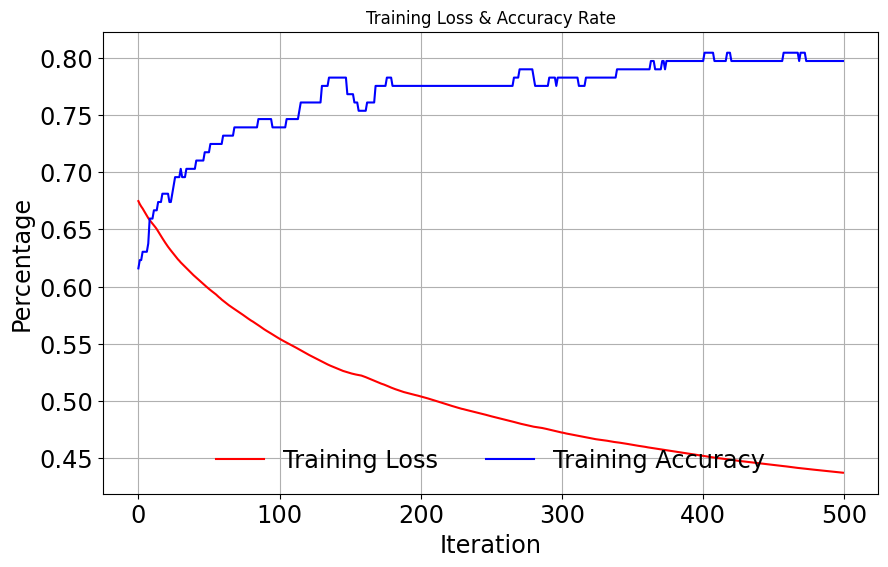 Training Loss & Accuracy Rate
0.80
0.75
0.70
0.65
0.60
0.55
0.50
0.45
Percentage
Training Loss Training Accuracy
0 100 200 300 400 500
Iteration